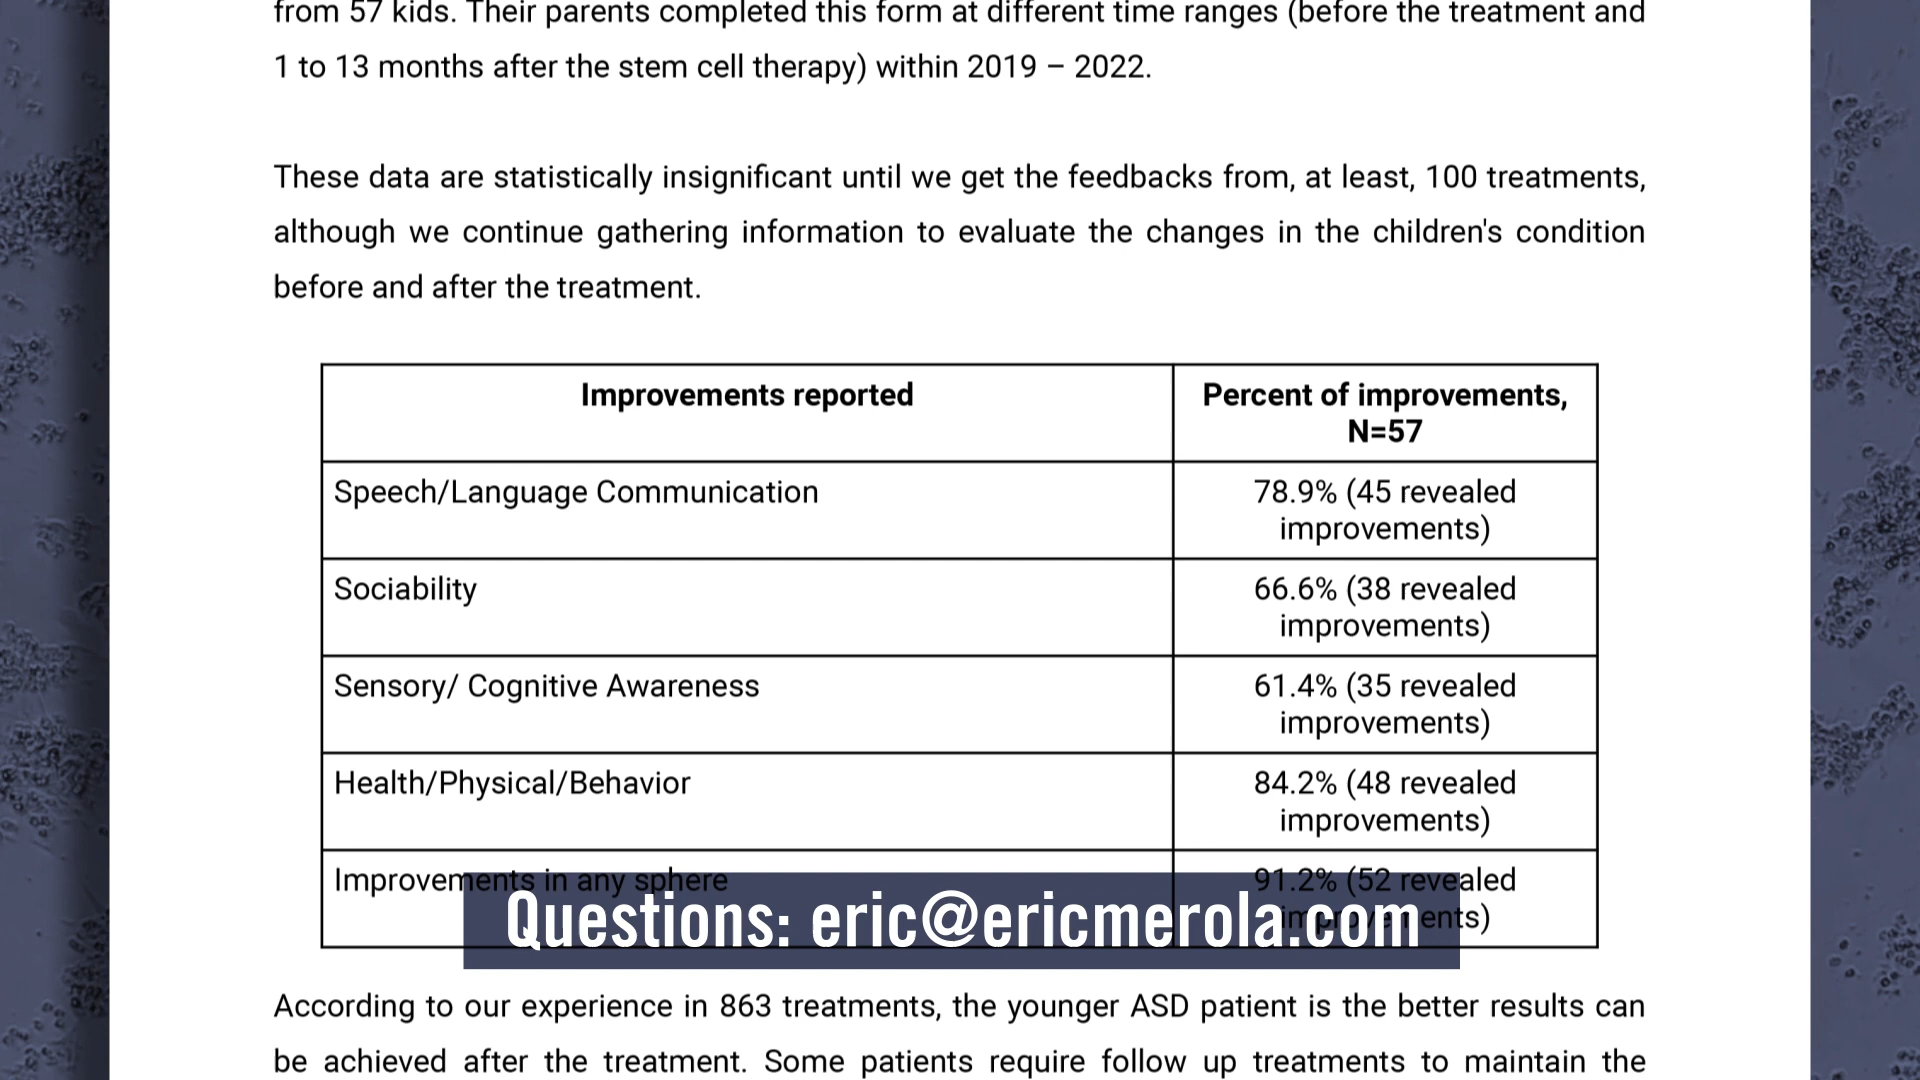 from 57 kids. Their parents completed this form at different time ranges (before the treatment and
1 to 13 months after the stem cell therapy) within 2019 – 2022.
These data are statistically insignificant until we get the feedbacks from, at least, 100 treatments,
although we continue gathering information to evaluate the changes in the children's condition
before and after the treatment.
Improvements reported
Percent of improvements,
N=57
Speech/Language Communication
78.9% (45 revealed
improvements)
Sociability
66.6% (38 revealed
improvements)
Sensory/ Cognitive Awareness
61.4% (35 revealed
improvements)
Health/Physical/Behavior
84.2% (48 revealed
improvements)
Improvements in any sphere
91.2% (52 revealed
improvements)
Questions: eric@ericmerola.com
According to our experience in 863 treatments, the younger ASD patient is the better results can
be achieved after the treatment. Some patients require follow up treatments to maintain the